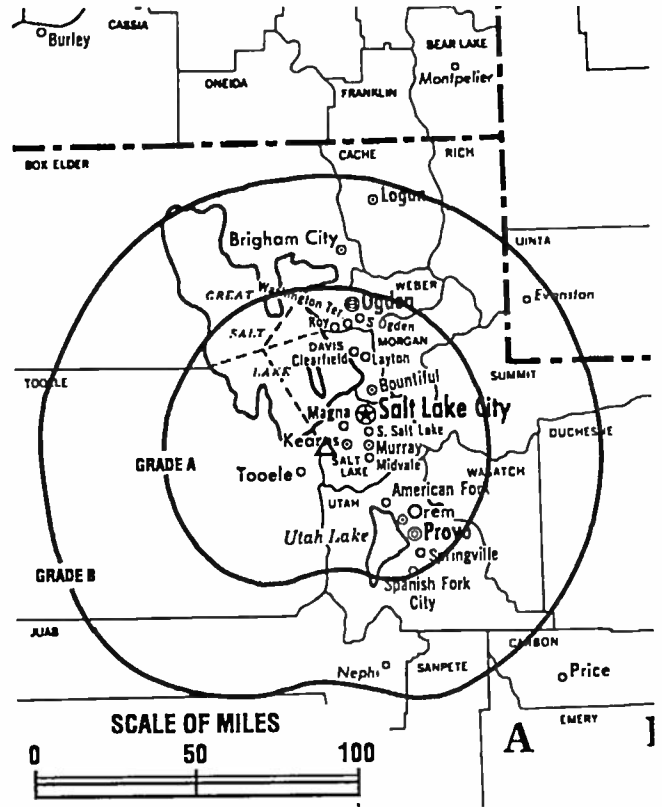 CASSIA
Burley
BEAR LAKE
Montpelier
ONEIDA
FRANKLIN
BOX ELDER
CACHE
RICH
Logan
UINTA
Brigham City
GREAT
WEBER
Evanston
Washington Ter.
Ogden
SALT
Roy
S. Ogden
DAVIS
MORGAN
Clearfield
Layton
LAKE
SUMMIT
TOOELE
Bountiful
Magna
Salt Lake City
DUCHESNE
S. Salt Lake
Kearns
Murray
GRADE A
SALT
LAKE
Midvale
WASATCH
Tooele
American Fork
UTAH
Orem
Utah Lake
Provo
Springville
GRADE B
Spanish Fork
City
JUAB
CARBON
Nephi
SANPETE
Price
EMERY
SCALE OF MILES
A
0 50 100